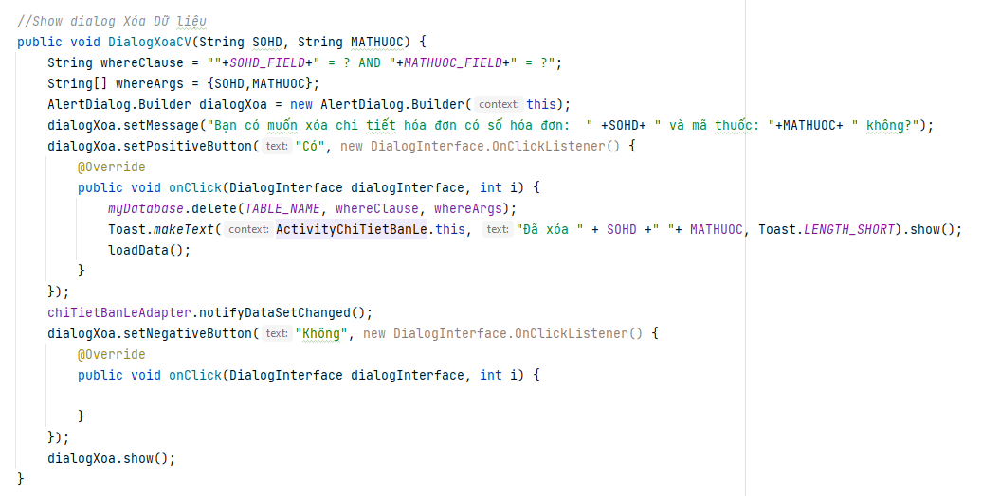 //Show dialog Xóa Dữ liệu
public void DialogXoaCV(String SOHD, String MATHUOC) {
    String whereClause = ""+SOHD_FIELD+" = ? AND "+MATHUOC_FIELD+" = ?";
    String[] whereArgs = {SOHD,MATHUOC};
    AlertDialog.Builder dialogXoa = new AlertDialog.Builder( context: this);
    dialogXoa.setMessage("Bạn có muốn xóa chi tiết hóa đơn có số hóa đơn:  " +SOHD+ " và mã thuốc: "+MATHUOC+ " không?");
    dialogXoa.setPositiveButton( text: "Có", new DialogInterface.OnClickListener() {
        @Override
        public void onClick(DialogInterface dialogInterface, int i) {
            myDatabase.delete(TABLE_NAME, whereClause, whereArgs);
            Toast.makeText( context: ActivityChiTietBanLe.this, text: "Đã xóa " + SOHD +" "+ MATHUOC, Toast.LENGTH_SHORT).show();
            loadData();
        }
    });
    chiTietBanLeAdapter.notifyDataSetChanged();
    dialogXoa.setNegativeButton( text: "Không", new DialogInterface.OnClickListener() {
        @Override
        public void onClick(DialogInterface dialogInterface, int i) {

        }
    });
    dialogXoa.show();
}